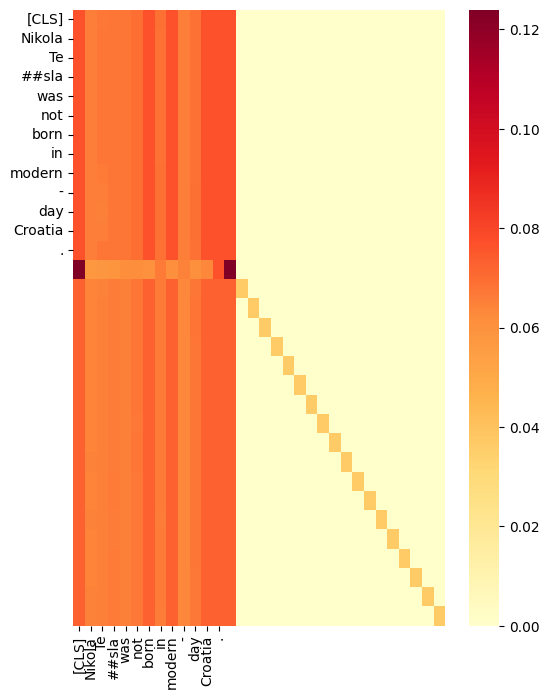 [CLS]
Nikola
Te
##sla
was
not
born
in
modern
-
day
Croatia
.
[CLS]
Nikola
Te
##sla
was
not
born
in
modern
-
day
Croatia
.
0.12
0.10
0.08
0.06
0.04
0.02
0.00